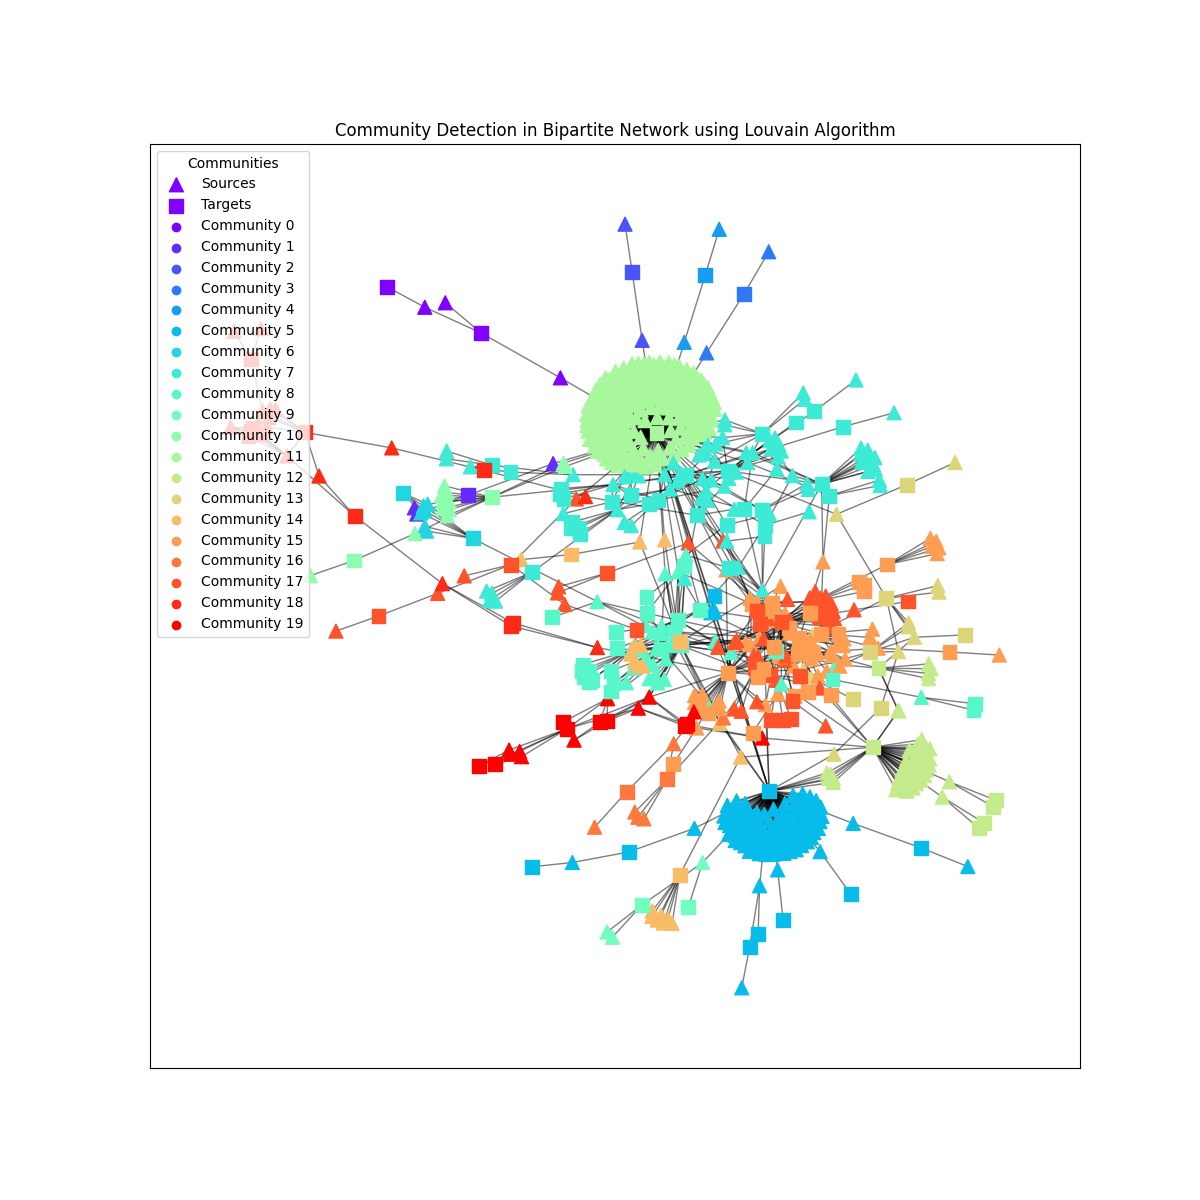 Community Detection in Bipartite Network using Louvain Algorithm
Communities
Sources
Targets
Community 0
Community 1
Community 2
Community 3
Community 4
Community 5
Community 6
Community 7
Community 8
Community 9
Community 10
Community 11
Community 12
Community 13
Community 14
Community 15
Community 16
Community 17
Community 18
Community 19